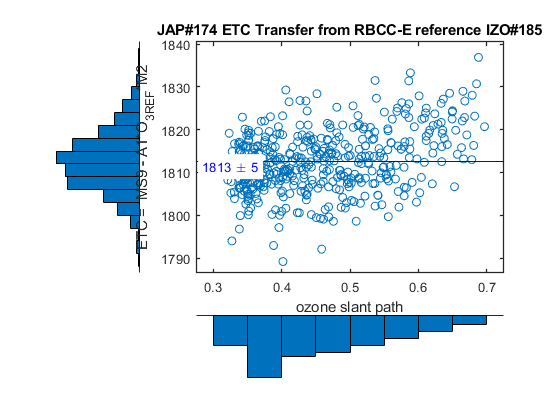 JAP#174 ETC Transfer from RBCC-E reference IZO#185
ETC = MS9 - A1 O3REF M2
1840
1830
1820
1810
1800
1790
1813 ± 5
0.3 0.4 0.5 0.6 0.7
ozone slant path